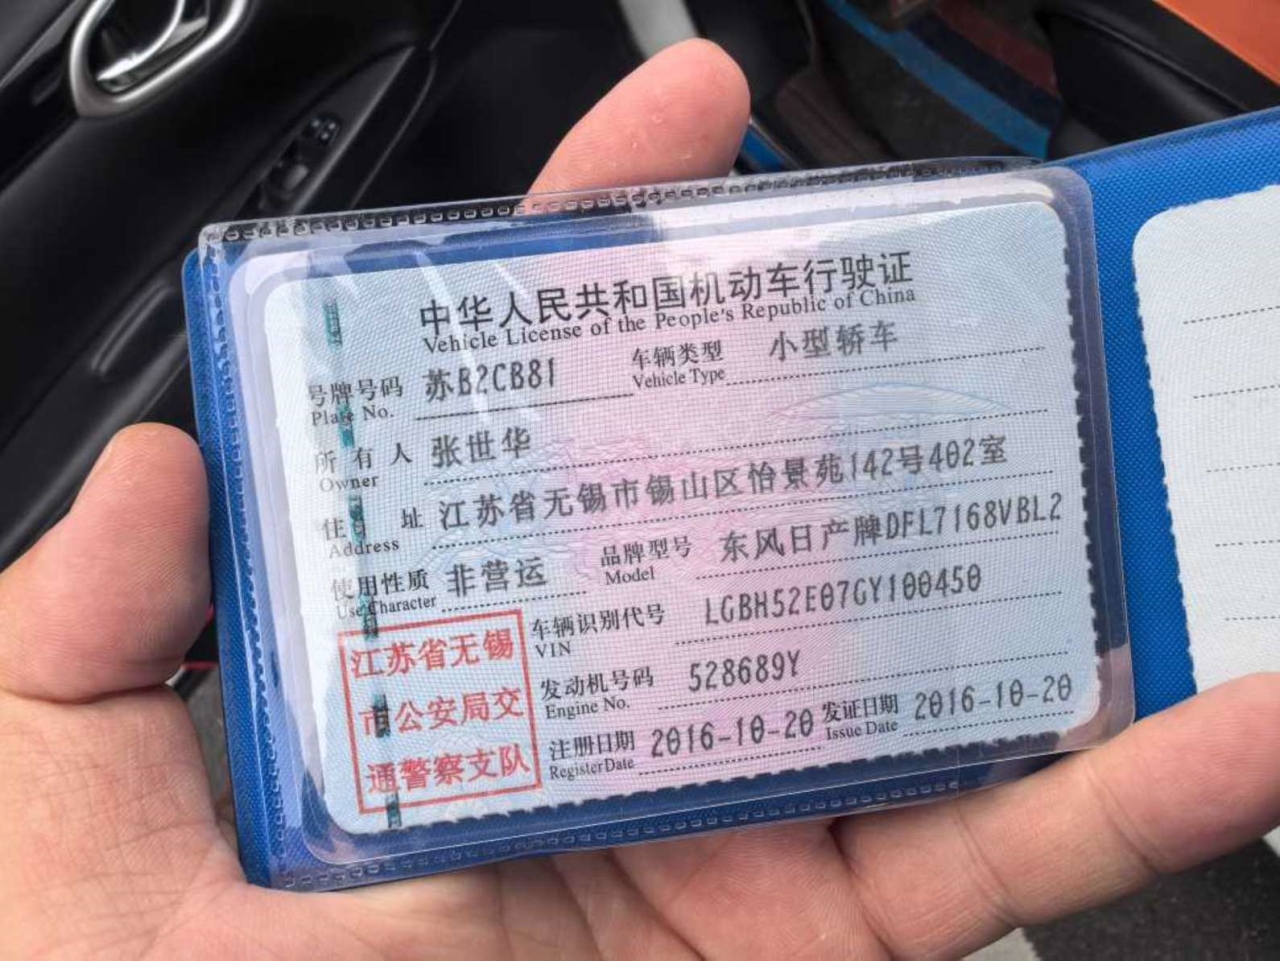 中华人民共和国机动车行驶证
Vehicle License of the People's Republic of China
号牌号码 苏B2CB81 车辆类型 小型轿车
Plate No. Vehicle Type
所有人 张世华
Owner
住址 江苏省无锡市锡山区怡景苑142号402室
Address
使用性质 非营运 品牌型号 东风日产牌DFL7168VBL2
Use Character Model
车辆识别代号 LGBH52E07GY100450
VIN
发动机号码 528689Y
Engine No.
注册日期 2016-10-20 发证日期 2016-10-20
Register Date Issue Date
江苏省无锡
市公安局交
通警察支队